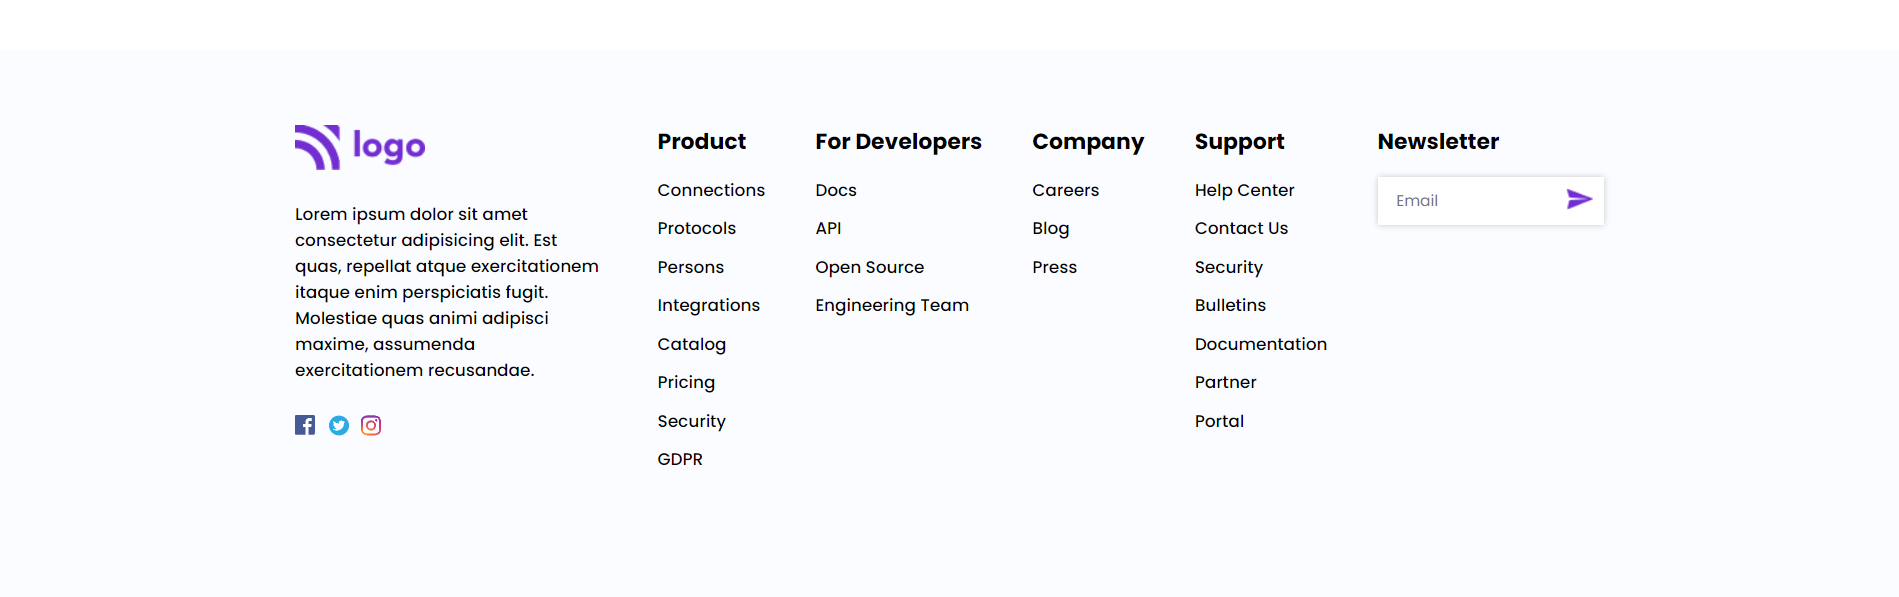 logo
Lorem ipsum dolor sit amet
consectetur adipisicing elit. Est
quas, repellat atque exercitationem
itaque enim perspiciatis fugit.
Molestiae quas animi adipisci
maxime, assumenda
exercitationem recusandae.
Product
Connections
Protocols
Persons
Integrations
Catalog
Pricing
Security
GDPR
For Developers
Docs
API
Open Source
Engineering Team
Company
Careers
Blog
Press
Support
Help Center
Contact Us
Security
Bulletins
Documentation
Partner
Portal
Newsletter
Email